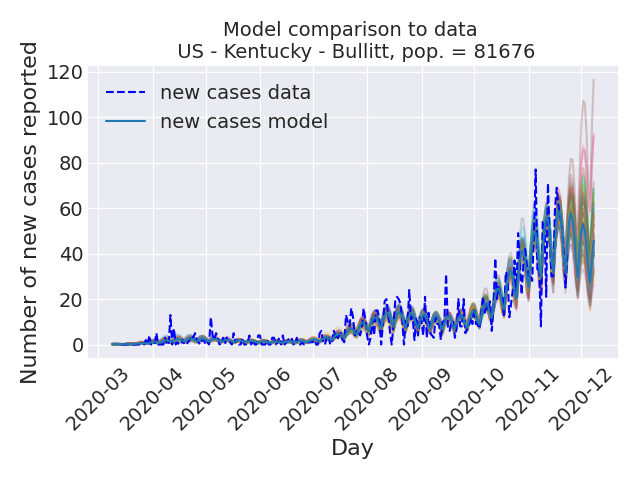 Model comparison to data
US - Kentucky - Bullitt, pop. = 81676
Number of new cases reported
120
100
80
60
40
20
0
new cases data
new cases model
2020-03
2020-04
2020-05
2020-06
2020-07
2020-08
2020-09
2020-10
2020-11
2020-12
Day